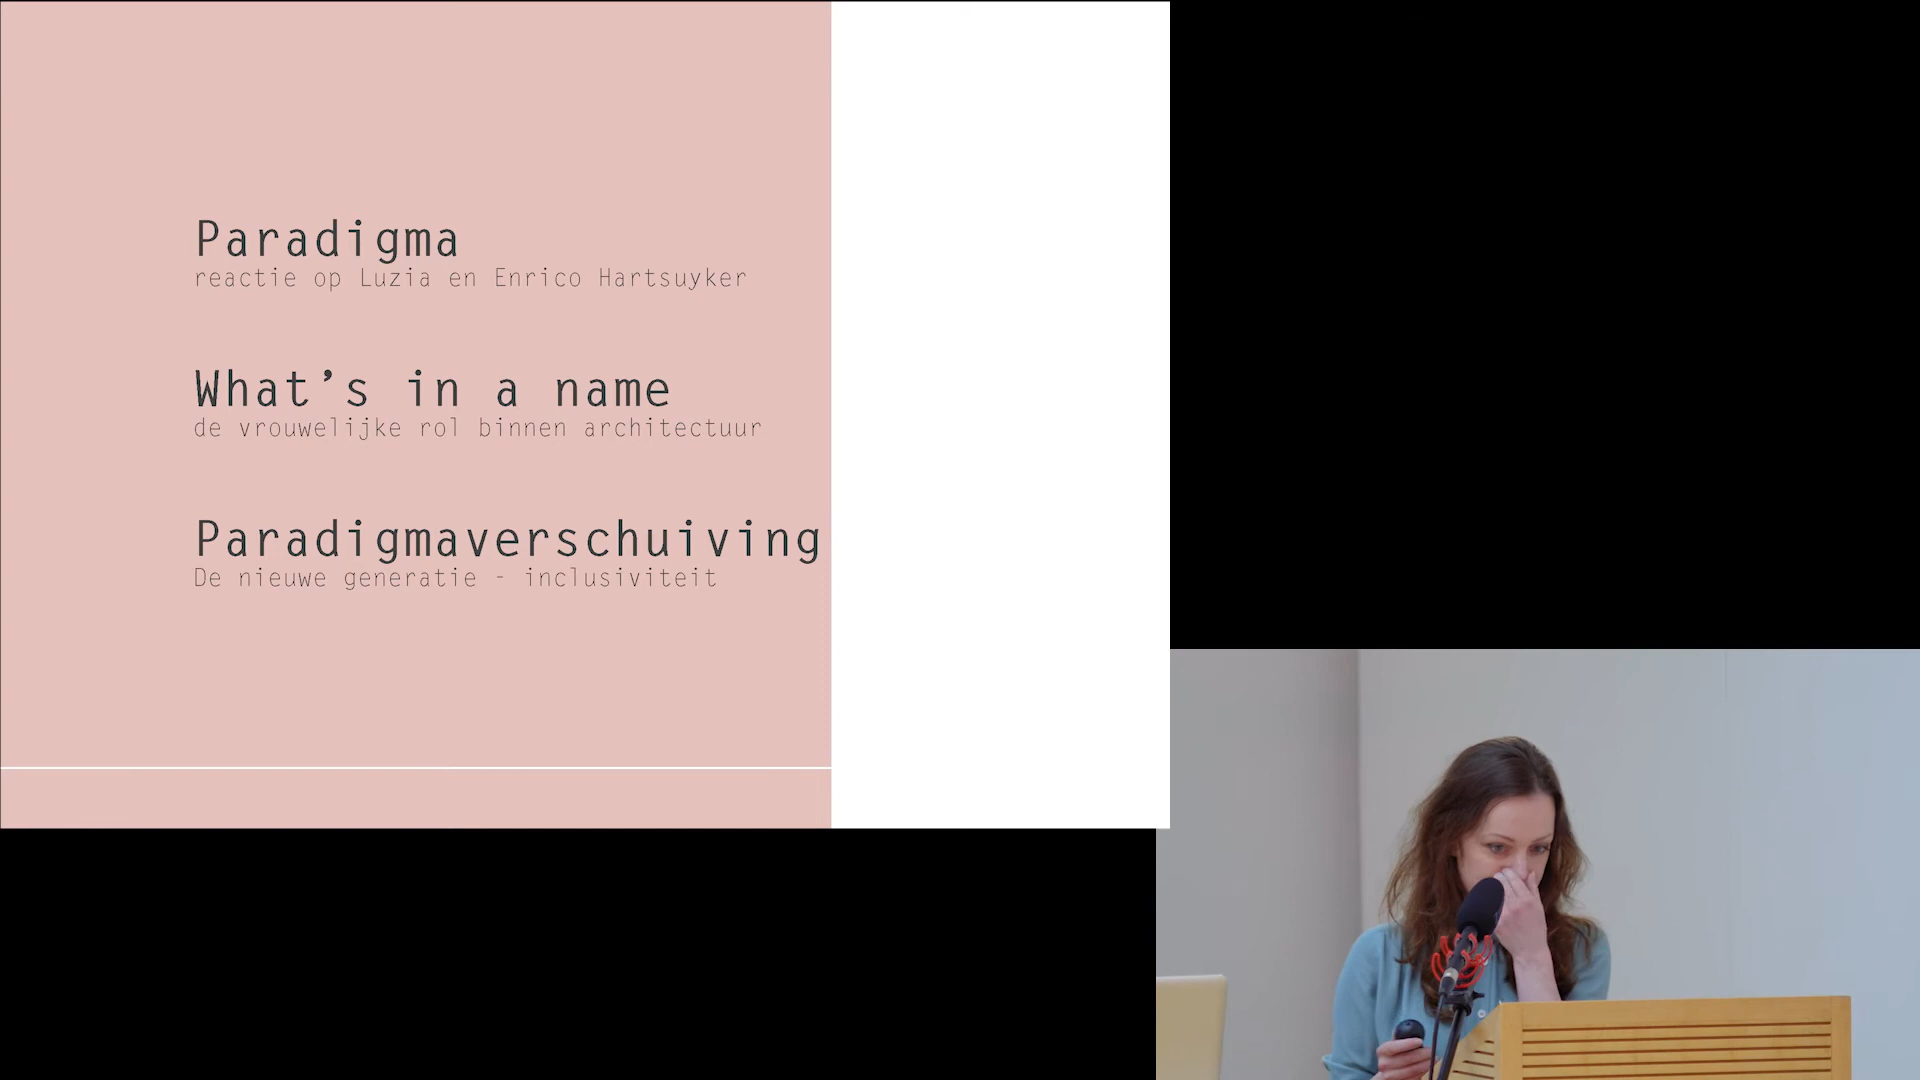 Paradigma
reactie op Luzia en Enrico Hartsuyker
What’s in a name
de vrouwelijke rol binnen architectuur
Paradigmaverschuiving
De nieuwe generatie - inclusiviteit